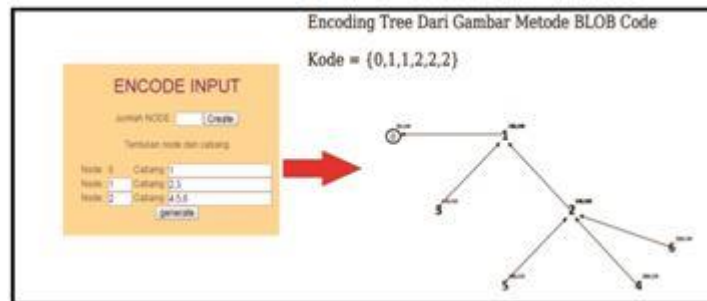 Encoding Tree Dari Gambar Metode BLOB Code
Kode = {0,1,1,2,2,2}
ENCODE INPUT
Jumlah NODE: Create
Tentukan node dan cabang
Node: 0 Cabang: 1
Node: 1 Cabang: 2,3
Node: 2 Cabang: 4,5,6
generate
0
1
3
2
6
5
4